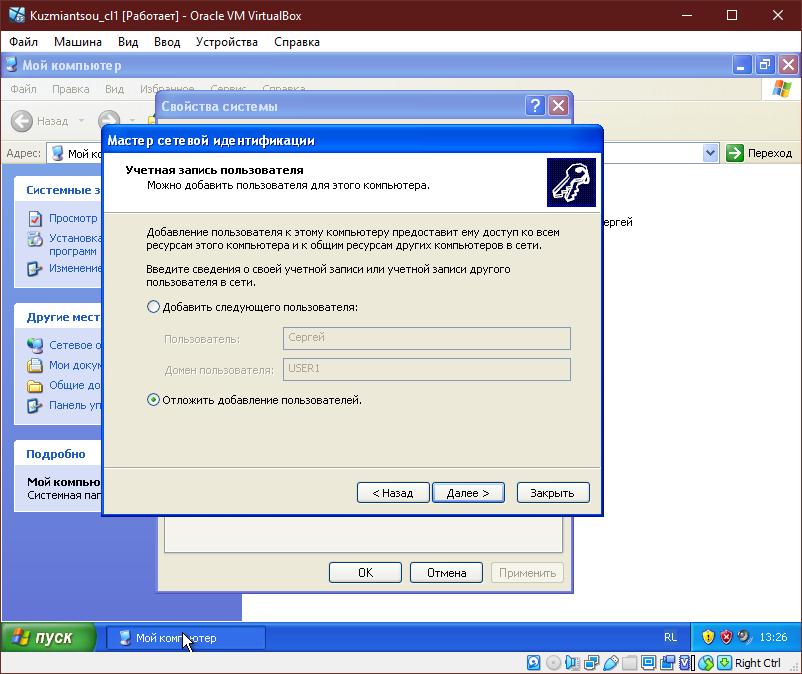 Kuzmiantsou_cl1 [Работает] - Oracle VM VirtualBox
Файл Машина Вид Ввод Устройства Справка
Мой компьютер
Файл Правка Вид Избранное Сервис Справка
Свойства системы
Назад
Мастер сетевой идентификации
Адрес: Мой ко
Переход
Учетная запись пользователя
Можно добавить пользователя для этого компьютера.
Системные з
Просмотр
Установка
программ
Изменение
ергей
Добавление пользователя к этому компьютеру предоставит ему доступ ко всем
ресурсам этого компьютера и к общим ресурсам других компьютеров в сети.
Введите сведения о своей учетной записи или учетной записи другого
пользователя в сети.
Добавить следующего пользователя:
Пользователь: Сергей
Домен пользователя: USER1
Отложить добавление пользователей.
Другие мест
Сетевое о
Мои докум
Общие до
Панель уп
Подробно
Мой компью
Системная пап
< Назад Далее > Закрыть
OK Отмена Применить
пуск Мой компьютер RL 13:26
Right Ctrl